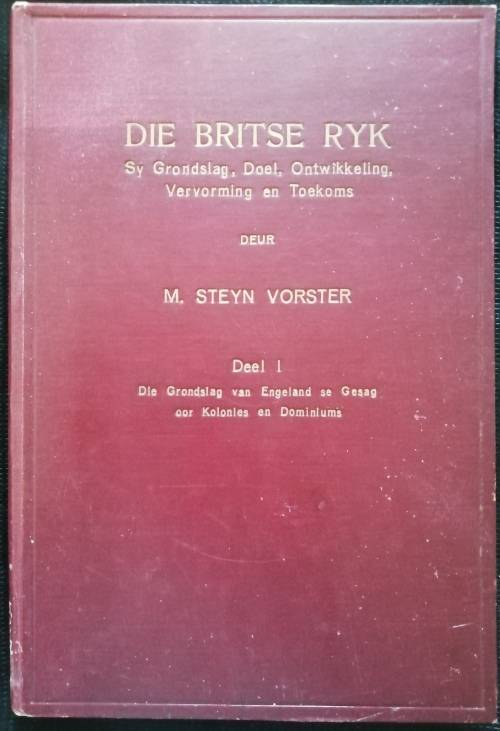 DIE BRITSE RYK
Sy Grondslag, Doel, Ontwikkeling,
Vervorming en Toekoms
DEUR
M. STEYN VORSTER
Deel 1
Die Grondslag van Engeland se Gesag
oor Kolonies en Dominiums